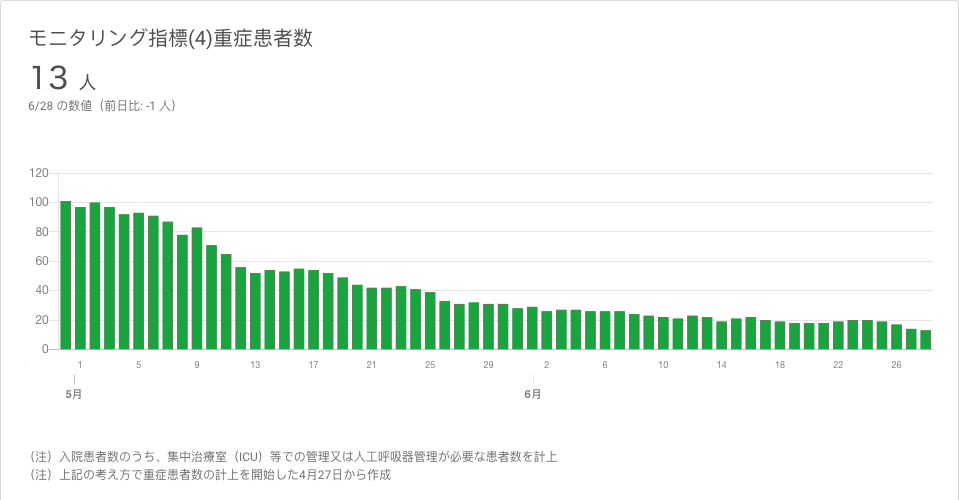 モニタリング指標(4)重症患者数
13 人
6/28 の数値（前日比: -1 人）
120
100
80
60
40
20
0
1 5 9 13 17 21 25 29 2 6 10 14 18 22 26
5月 6月
（注）入院患者数のうち、集中治療室（ICU）等での管理又は人工呼吸器管理が必要な患者数を計上
（注）上記の考え方で重症患者数の計上を開始した4月27日から作成